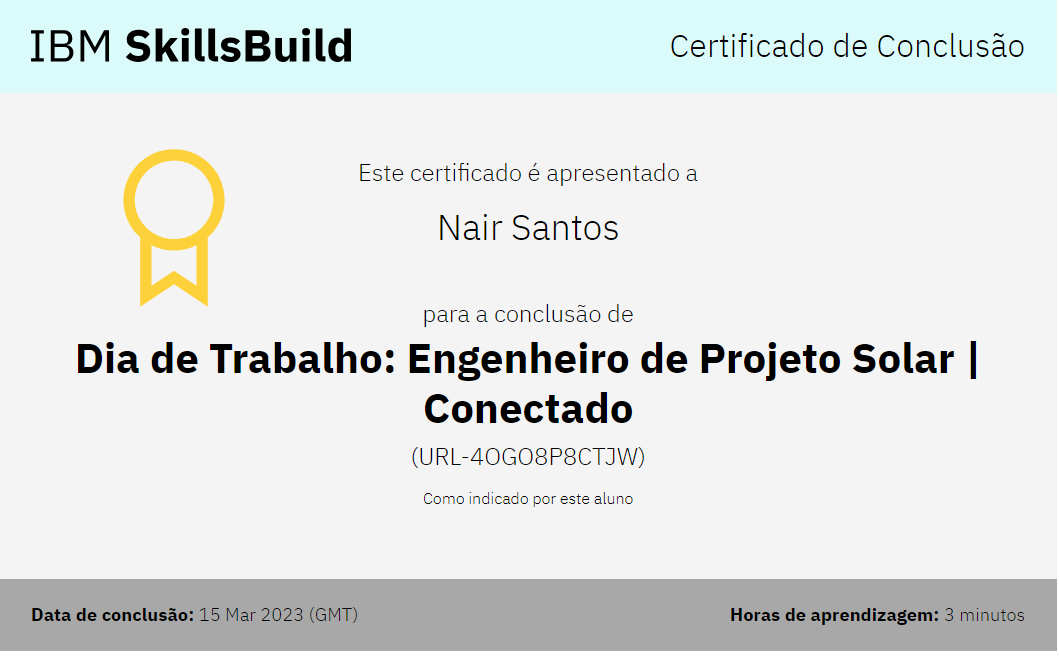 IBM SkillsBuild
Certificado de Conclusão
Este certificado é apresentado a
Nair Santos
para a conclusão de
Dia de Trabalho: Engenheiro de Projeto Solar |
Conectado
(URL-4OGO8P8CTJW)
Como indicado por este aluno
Data de conclusão: 15 Mar 2023 (GMT)
Horas de aprendizagem: 3 minutos